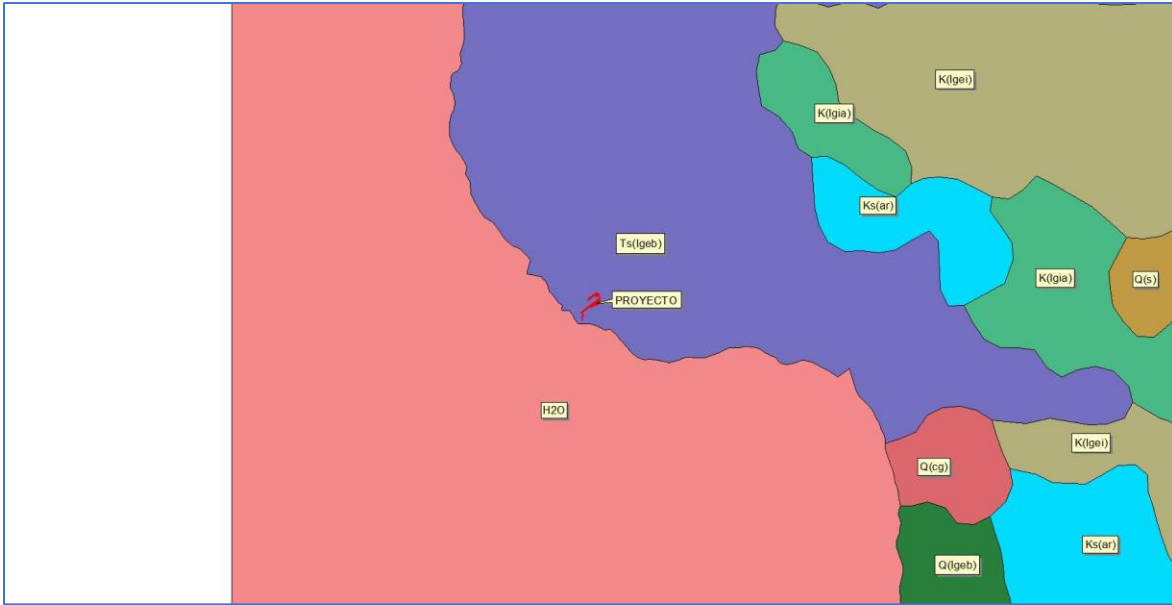 K(Igei)
K(Igia)
Ks(ar)
Ts(Igeb)
K(Igia)
Q(s)
PROYECTO
H2O
K(Igei)
Q(cg)
Ks(ar)
Q(Igeb)